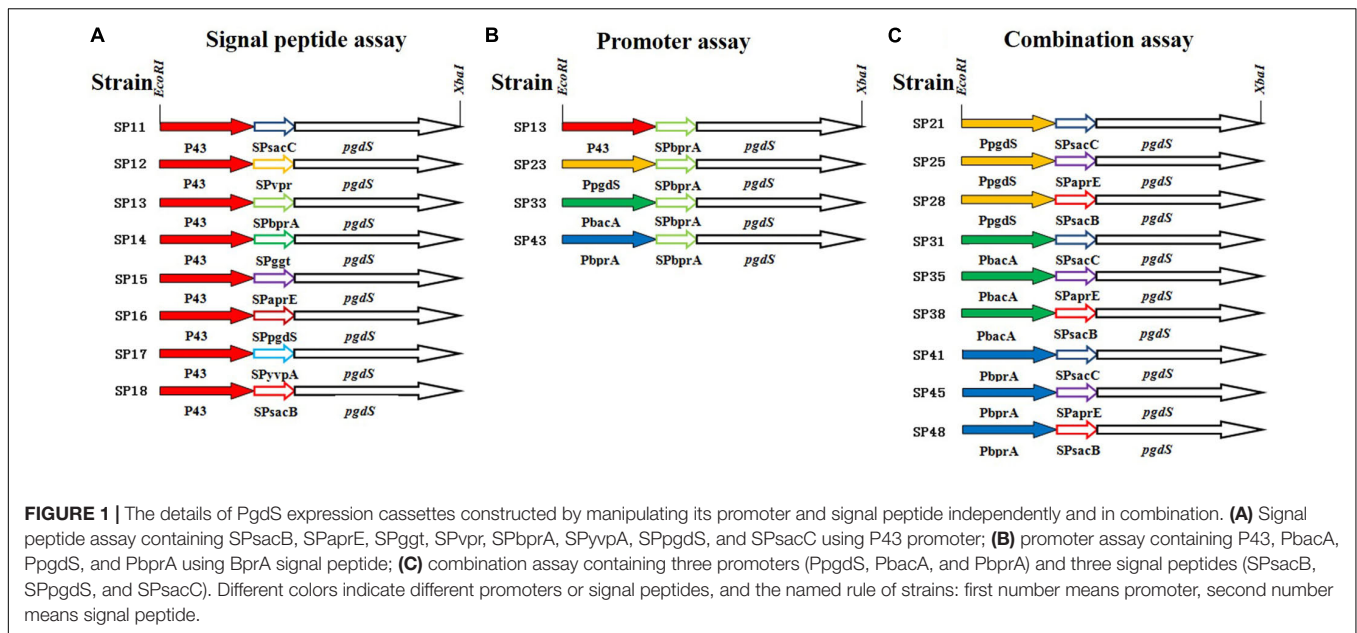 A
Signal peptide assay
Strain
EcoRI
XbaI
SP11
P43 SPsacC pgdS
SP12
P43 SPvpr pgdS
SP13
P43 SPbprA pgdS
SP14
P43 SPggt pgdS
SP15
P43 SPaprE pgdS
SP16
P43 SPpgdS pgdS
SP17
P43 SPyvpA pgdS
SP18
P43 SPsacB pgdS
B
Promoter assay
Strain
EcoRI
XbaI
SP13
P43 SPbprA pgdS
SP23
PpgdS SPbprA pgdS
SP33
PbacA SPbprA pgdS
SP43
PbprA SPbprA pgdS
C
Combination assay
Strain
EcoRI
XbaI
SP21
PpgdS SPsacC pgdS
SP25
PpgdS SPaprE pgdS
SP28
PpgdS SPsacB pgdS
SP31
PbacA SPsacC pgdS
SP35
PbacA SPaprE pgdS
SP38
PbacA SPsacB pgdS
SP41
PbprA SPsacC pgdS
SP45
PbprA SPaprE pgdS
SP48
PbprA SPsacB pgdS
FIGURE 1 | The details of PgdS expression cassettes constructed by manipulating its promoter and signal peptide independently and in combination. (A) Signal
peptide assay containing SPsacB, SPaprE, SPggt, SPvpr, SPbprA, SPyvpA, SPpgdS, and SPsacC using P43 promoter; (B) promoter assay containing P43, PbacA,
PpgdS, and PbprA using BprA signal peptide; (C) combination assay containing three promoters (PpgdS, PbacA, and PbprA) and three signal peptides (SPsacB,
SPpgdS, and SPsacC). Different colors indicate different promoters or signal peptides, and the named rule of strains: first number means promoter, second number
means signal peptide.